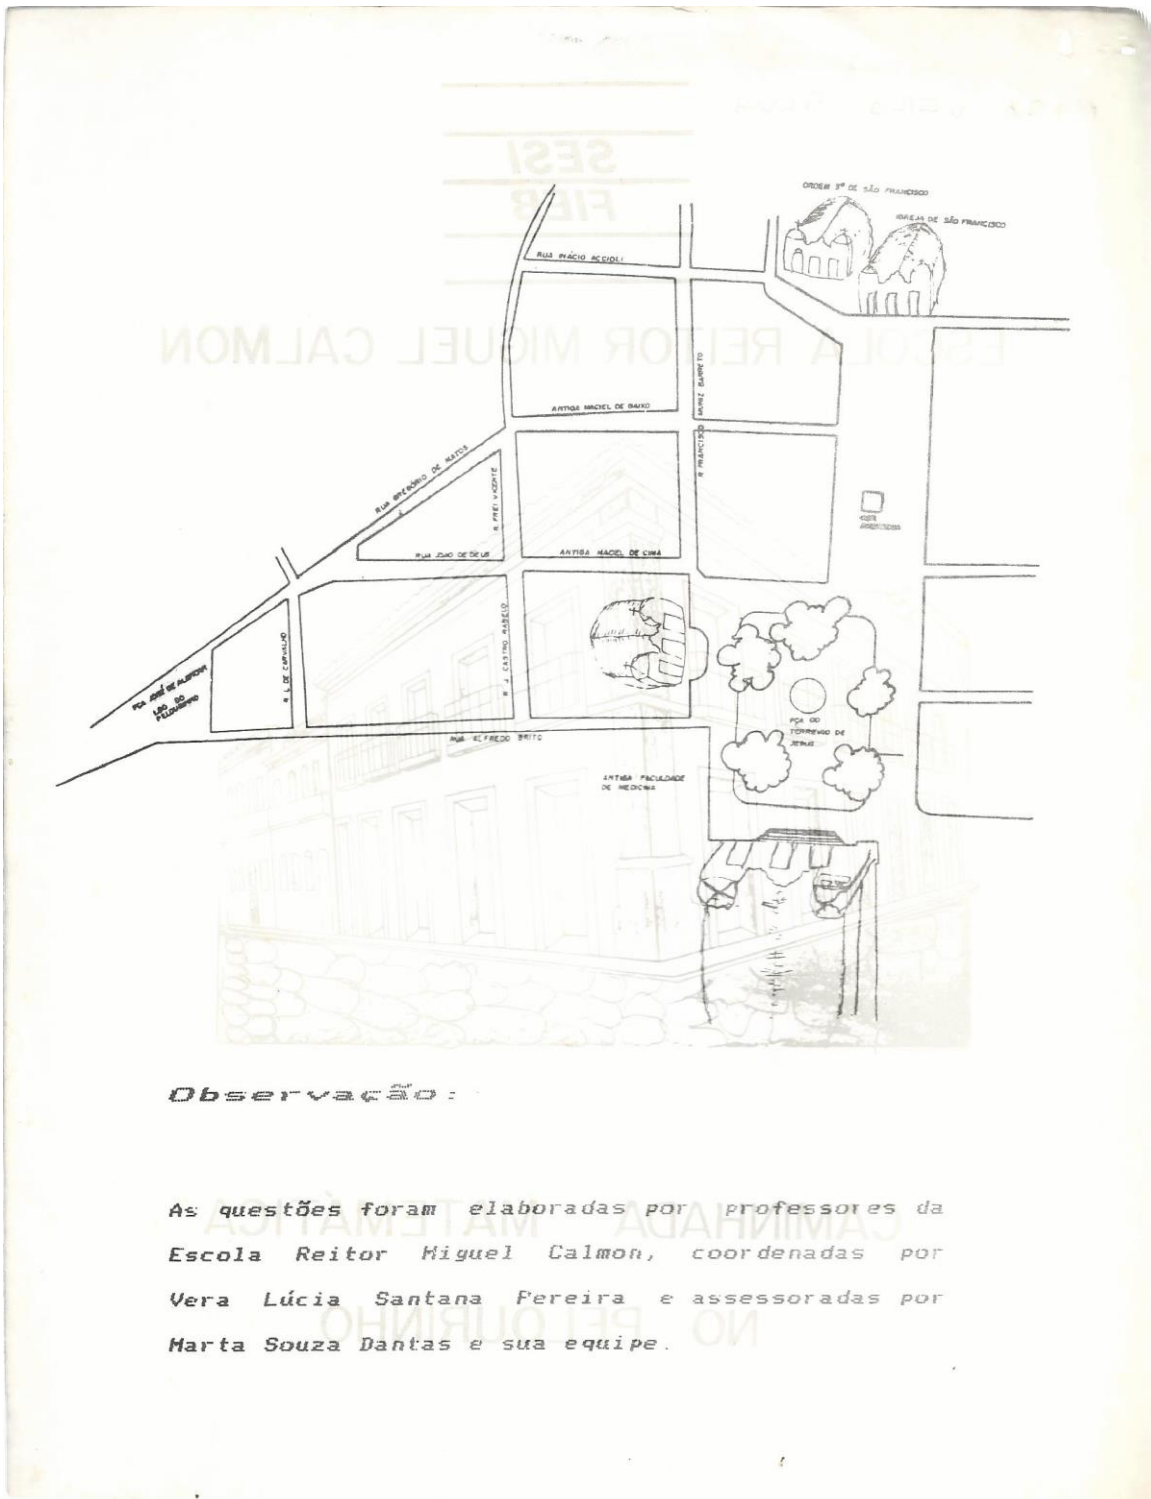 ORDEM 3ª DE SÃO FRANCISCO
IGREJA DE SÃO FRANCISCO
RUA INÁCIO ACCIOLI
SESI
FIEB
ESCOLA REITOR MIGUEL CALMON
R. FRANCISCO MUNIZ BARRETO
ANTIGA MACIEL DE BAIXO
RUA GREGÓRIO DE MATOS
R. FREI VICENTE
RUA JOÃO DE DEUS
ANTIGA MACIEL DE CIMA
R. L. DE CARVALHO
R. J. CASTRO RABELO
PÇA JOSÉ DE ALENCAR
LGO DO
PELOURINHO
PÇA DO
TERREIRO DE
JESUS
RUA ALFREDO BRITO
ANTIGA FACULDADE
DE MEDICINA
Observação:
As questões foram elaboradas por professores da
Escola Reitor Miguel Calmon, coordenadas por
Vera Lúcia Santana Pereira e assessoradas por
Marta Souza Dantas e sua equipe.
CAMINHADA MATEMÁTICA
NO PELOURINHO